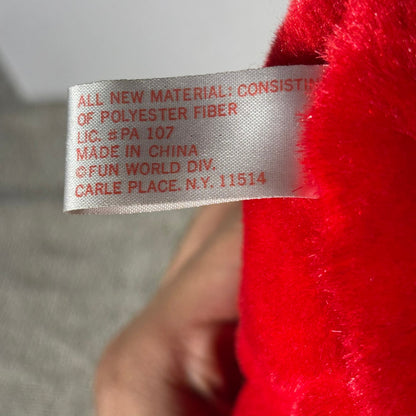 ALL NEW MATERIAL: CONSISTIN
OF POLYESTER FIBER
LIC. #PA 107
MADE IN CHINA
©FUN WORLD DIV.
CARLE PLACE. N.Y. 11514